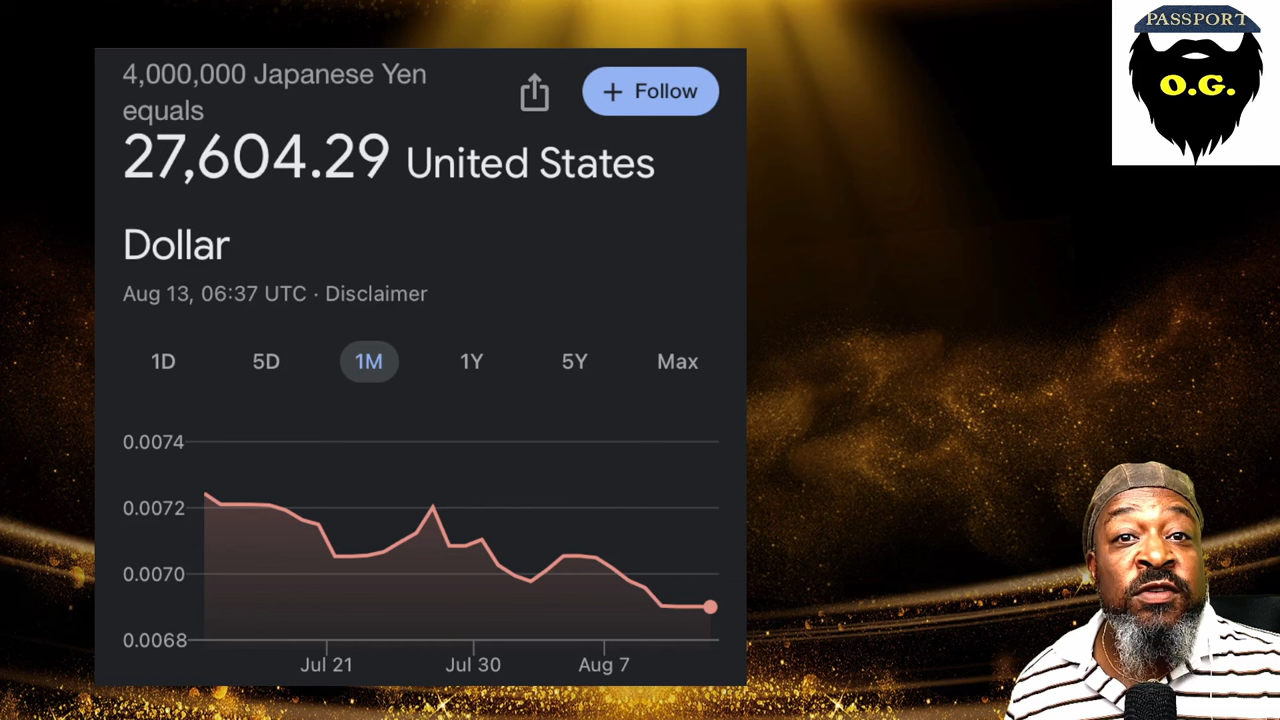 PASSPORT
O.G.
4,000,000 Japanese Yen
equals
+ Follow
27,604.29 United States
Dollar
Aug 13, 06:37 UTC · Disclaimer
1D 5D 1M 1Y 5Y Max
0.0074
0.0072
0.0070
0.0068
Jul 21 Jul 30 Aug 7